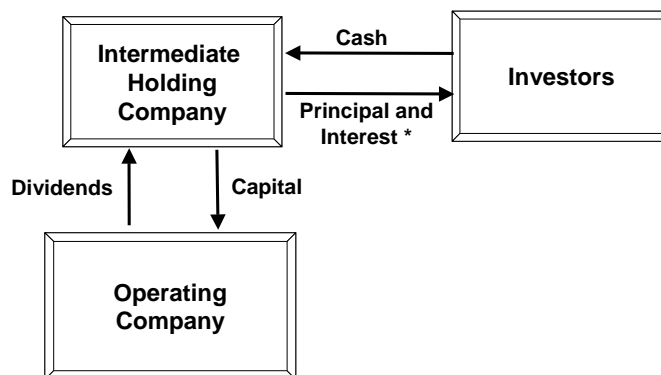 Intermediate
Holding
Company
Cash
Investors
Principal and
Interest *
Dividends
Capital
Operating
Company